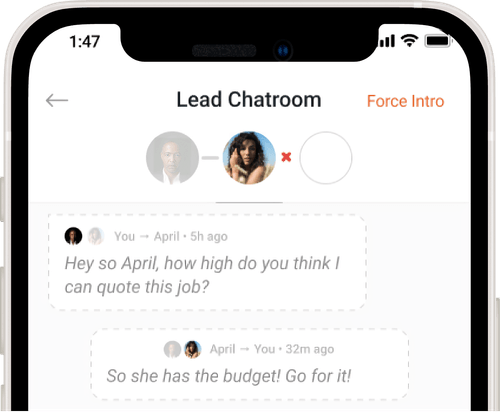 1:47
Lead Chatroom
Force Intro
You → April • 5h ago
Hey so April, how high do you think I
can quote this job?
April → You • 32m ago
So she has the budget! Go for it!